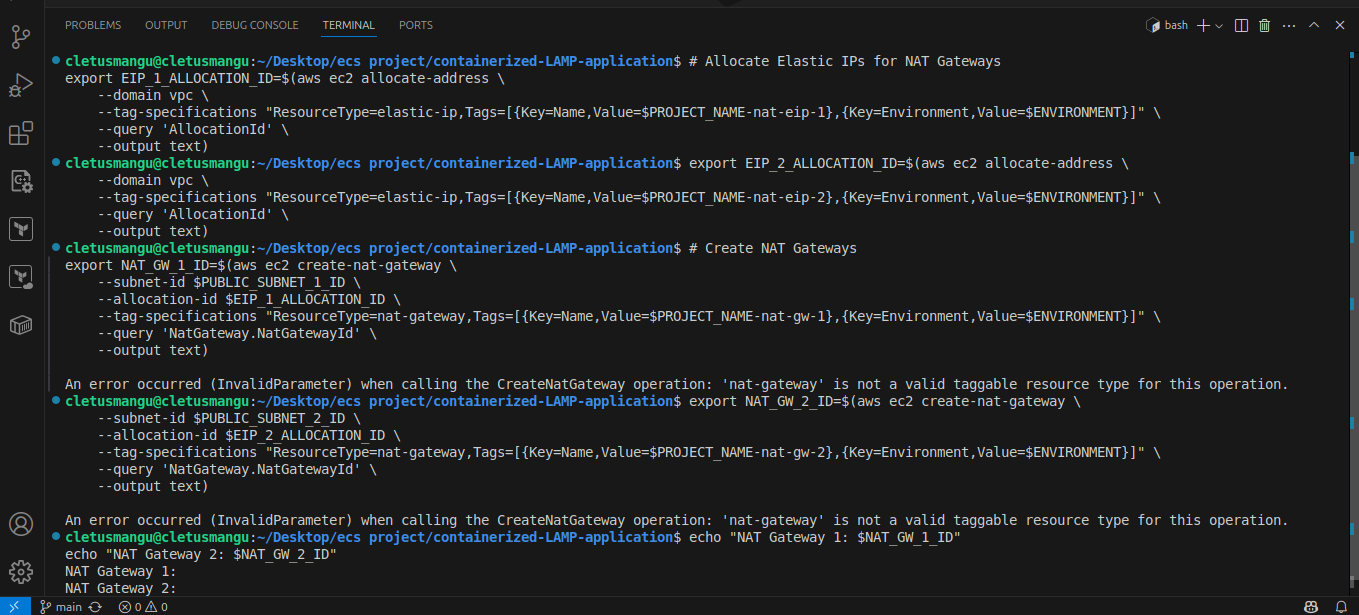 PROBLEMS OUTPUT DEBUG CONSOLE TERMINAL PORTS bash
cletusmangu@cletusmangu:~/Desktop/ecs project/containerized-LAMP-application$ # Allocate Elastic IPs for NAT Gateways
export EIP_1_ALLOCATION_ID=$(aws ec2 allocate-address \
    --domain vpc \
    --tag-specifications "ResourceType=elastic-ip,Tags=[{Key=Name,Value=$PROJECT_NAME-nat-eip-1},{Key=Environment,Value=$ENVIRONMENT}]" \
    --query 'AllocationId' \
    --output text)
cletusmangu@cletusmangu:~/Desktop/ecs project/containerized-LAMP-application$ export EIP_2_ALLOCATION_ID=$(aws ec2 allocate-address \
    --domain vpc \
    --tag-specifications "ResourceType=elastic-ip,Tags=[{Key=Name,Value=$PROJECT_NAME-nat-eip-2},{Key=Environment,Value=$ENVIRONMENT}]" \
    --query 'AllocationId' \
    --output text)
cletusmangu@cletusmangu:~/Desktop/ecs project/containerized-LAMP-application$ # Create NAT Gateways
export NAT_GW_1_ID=$(aws ec2 create-nat-gateway \
    --subnet-id $PUBLIC_SUBNET_1_ID \
    --allocation-id $EIP_1_ALLOCATION_ID \
    --tag-specifications "ResourceType=nat-gateway,Tags=[{Key=Name,Value=$PROJECT_NAME-nat-gw-1},{Key=Environment,Value=$ENVIRONMENT}]" \
    --query 'NatGateway.NatGatewayId' \
    --output text)

An error occurred (InvalidParameter) when calling the CreateNatGateway operation: 'nat-gateway' is not a valid taggable resource type for this operation.
cletusmangu@cletusmangu:~/Desktop/ecs project/containerized-LAMP-application$ export NAT_GW_2_ID=$(aws ec2 create-nat-gateway \
    --subnet-id $PUBLIC_SUBNET_2_ID \
    --allocation-id $EIP_2_ALLOCATION_ID \
    --tag-specifications "ResourceType=nat-gateway,Tags=[{Key=Name,Value=$PROJECT_NAME-nat-gw-2},{Key=Environment,Value=$ENVIRONMENT}]" \
    --query 'NatGateway.NatGatewayId' \
    --output text)

An error occurred (InvalidParameter) when calling the CreateNatGateway operation: 'nat-gateway' is not a valid taggable resource type for this operation.
cletusmangu@cletusmangu:~/Desktop/ecs project/containerized-LAMP-application$ echo "NAT Gateway 1: $NAT_GW_1_ID"
echo "NAT Gateway 2: $NAT_GW_2_ID"
NAT Gateway 1:
NAT Gateway 2:
main 0 0